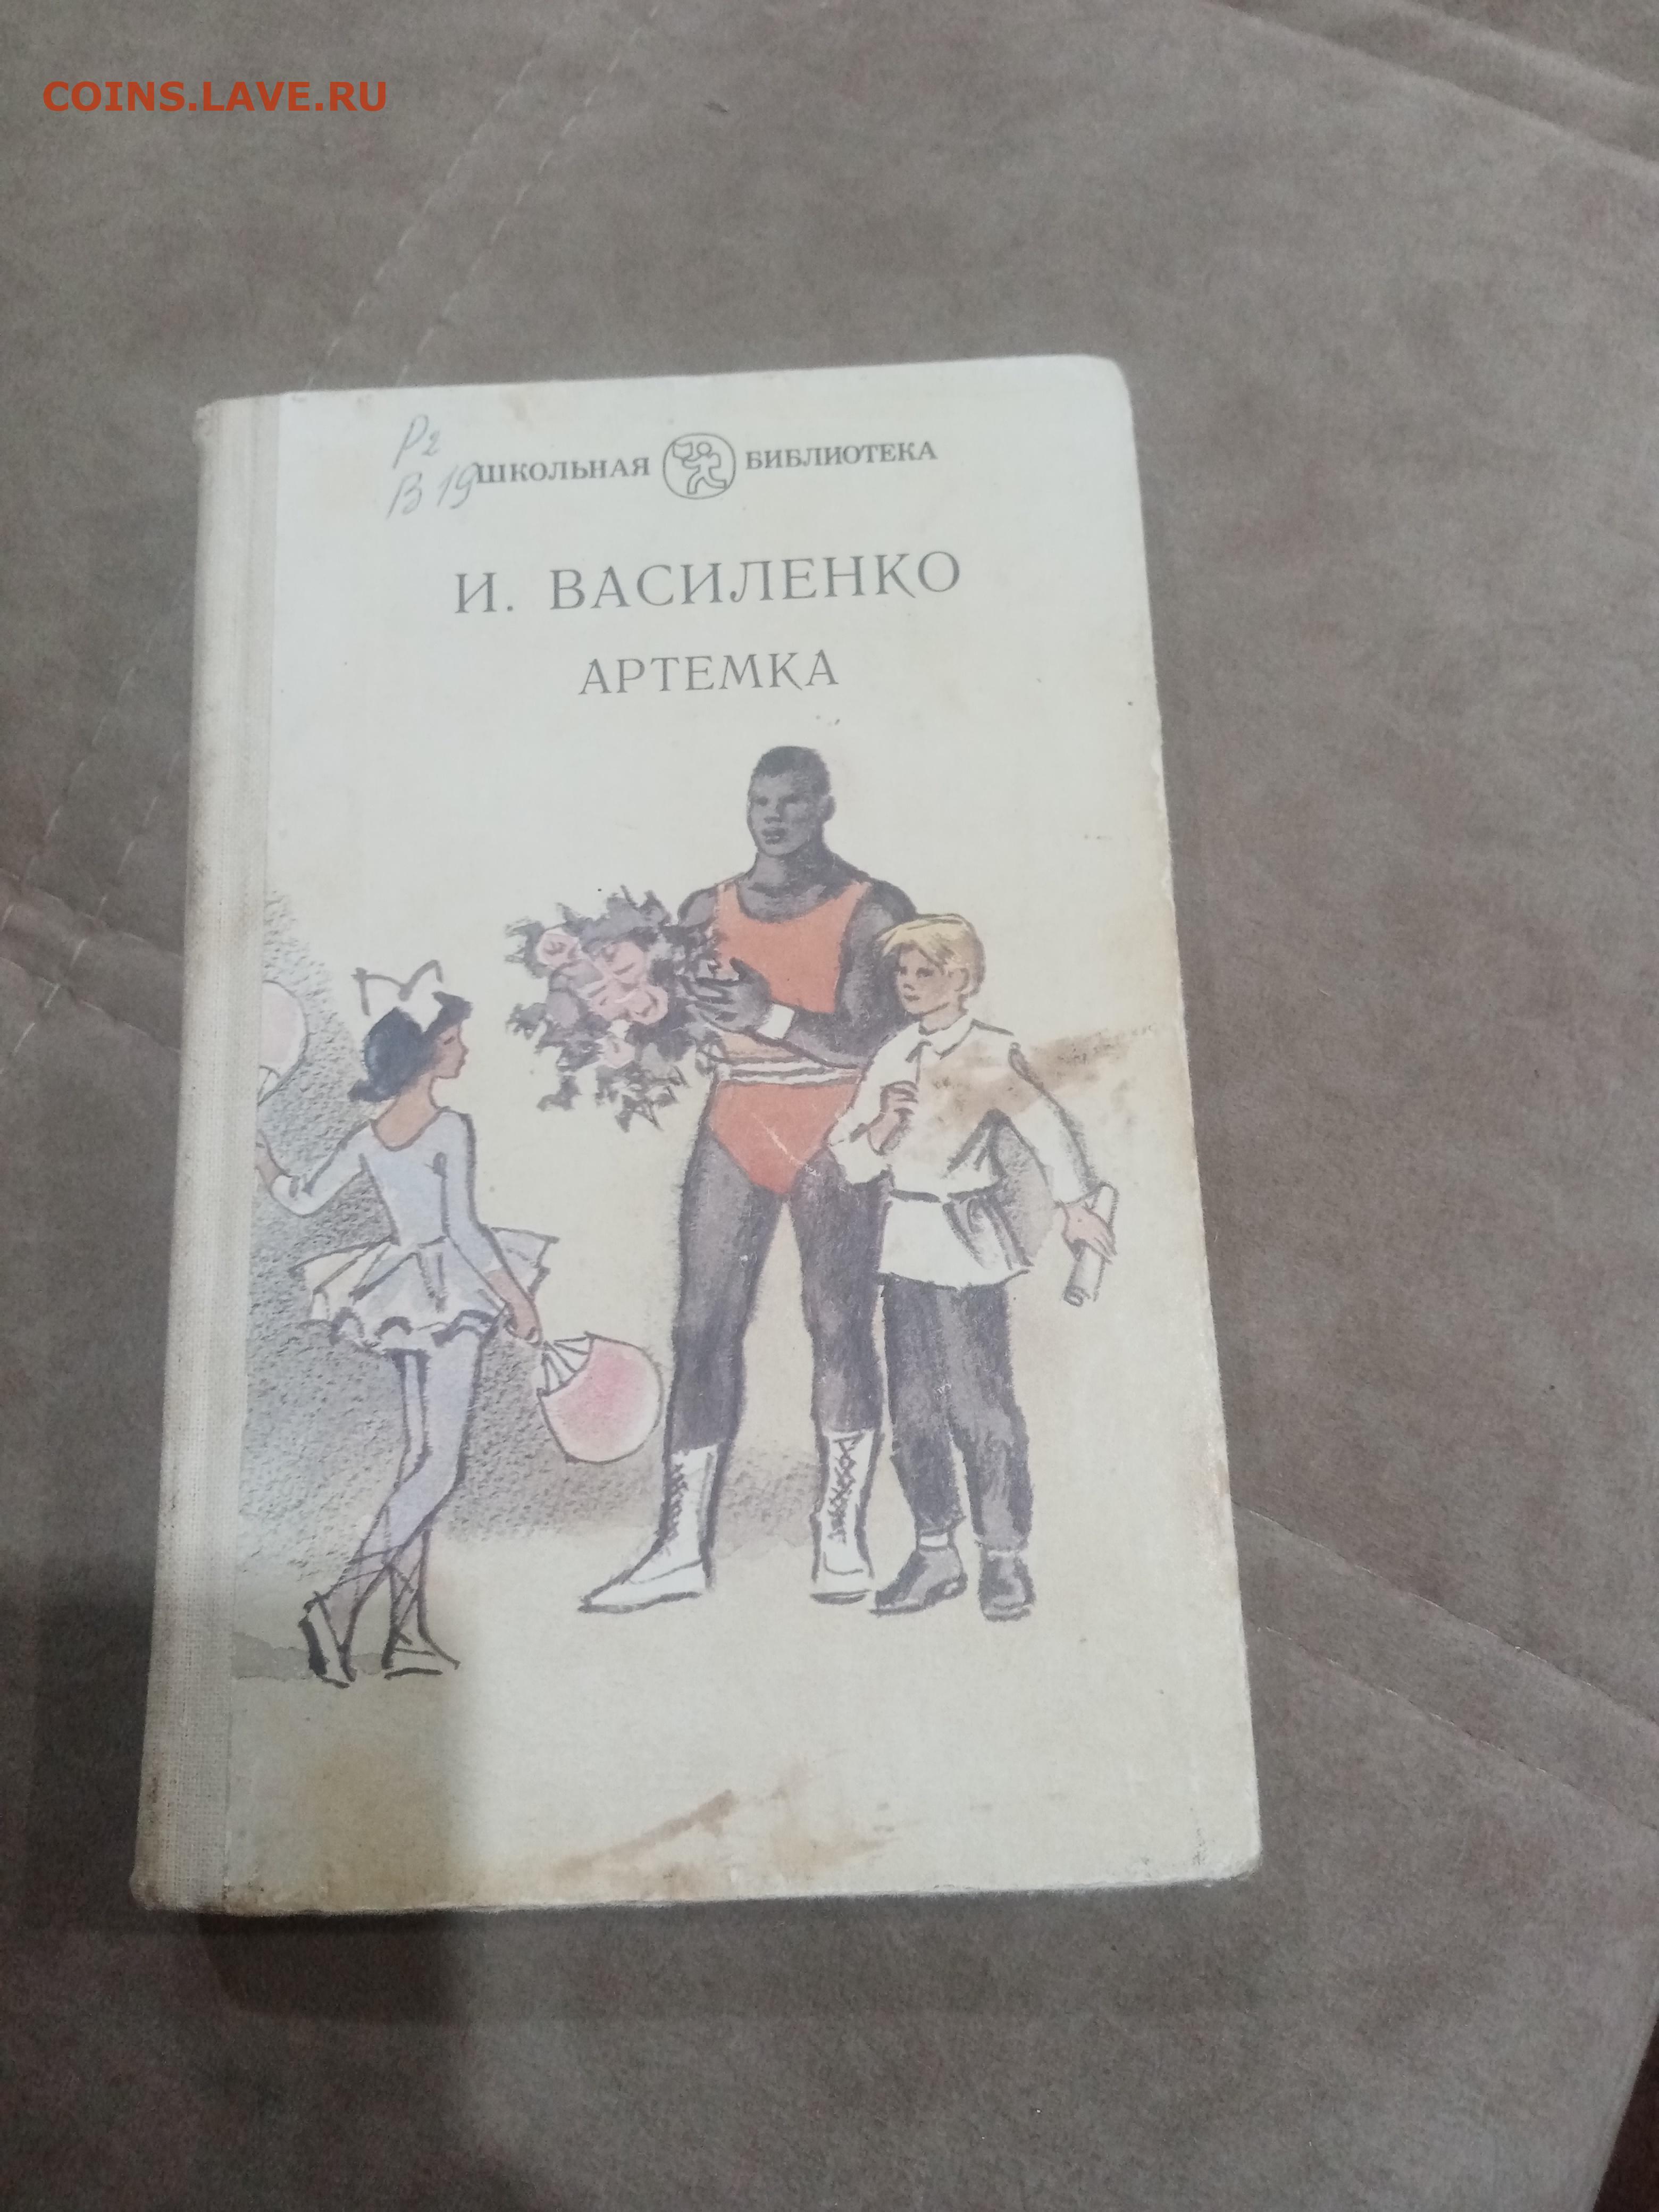 COINS.LAVE.RU
Р2
В 19
ШКОЛЬНАЯ БИБЛИОТЕКА
И. ВАСИЛЕНКО
АРТЕМКА